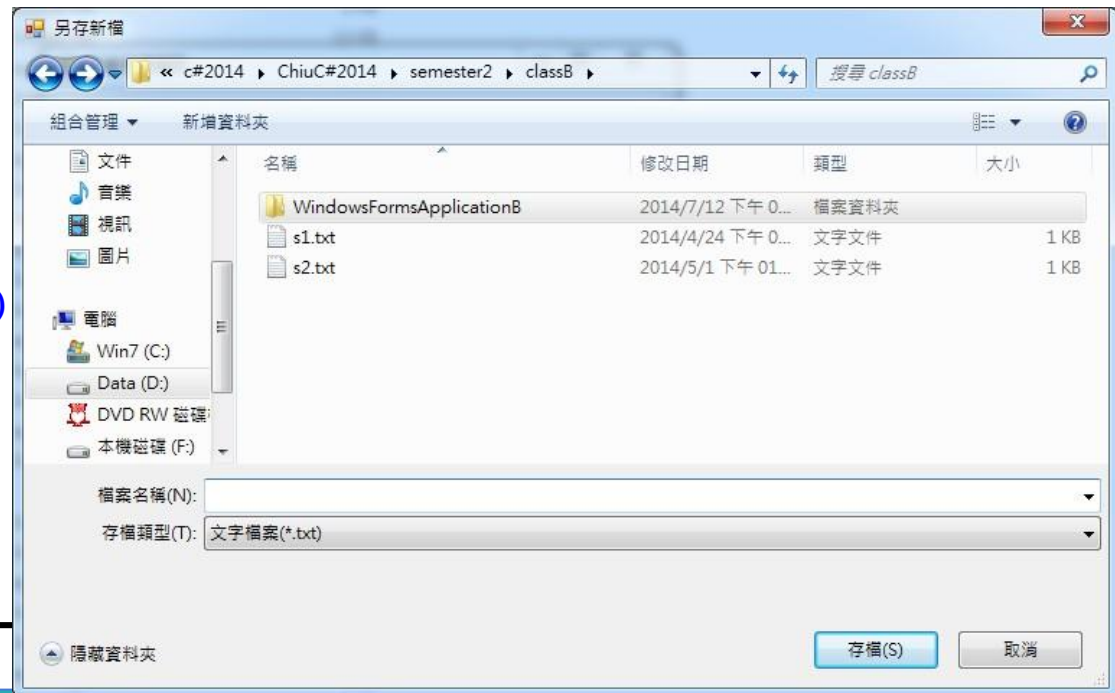 另存新檔
« c#2014 ▸ ChiuC#2014 ▸ semester2 ▸ classB ▸
搜尋 classB
組合管理 ▼ 新增資料夾
文件
音樂
視訊
圖片
電腦
Win7 (C:)
Data (D:)
DVD RW 磁碟
本機磁碟 (F:)
名稱 修改日期 類型 大小
WindowsFormsApplicationB 2014/7/12 下午 0... 檔案資料夾
s1.txt 2014/4/24 下午 0... 文字文件 1 KB
s2.txt 2014/5/1 下午 01... 文字文件 1 KB
檔案名稱(N):
存檔類型(T): 文字檔案(*.txt)
隱藏資料夾
存檔(S) 取消